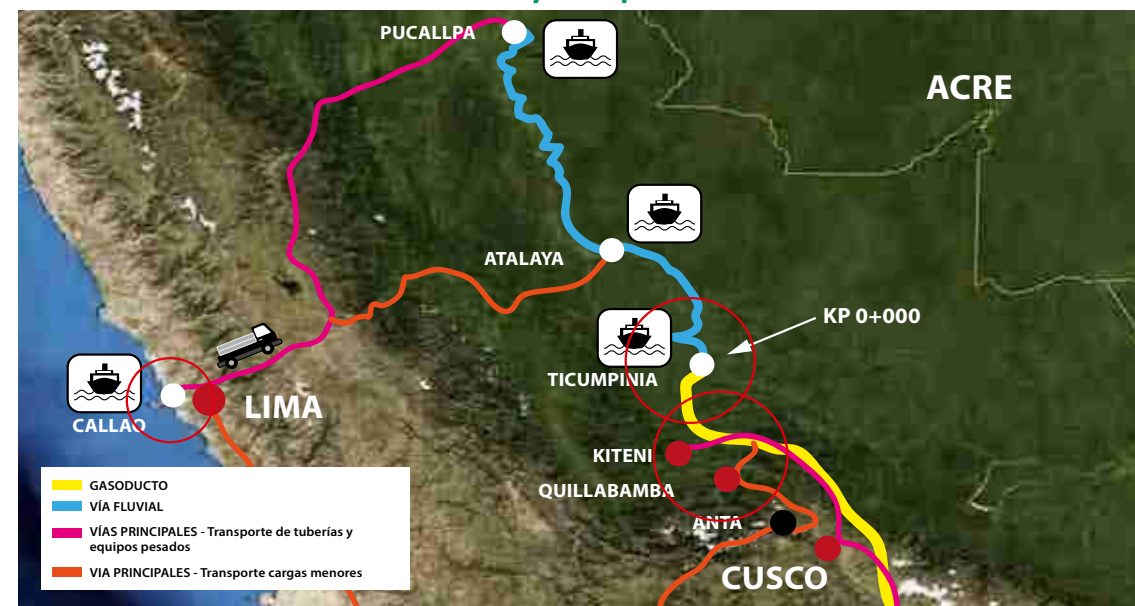 PUCALLPA
ACRE
ATALAYA
KP 0+000
TICUMPINIA
LIMA
CALLAO
KITENI
QUILLABAMBA
ANTA
CUSCO
GASODUCTO
VÍA FLUVIAL
VÍAS PRINCIPALES - Transporte de tuberías y
equipos pesados
VIA PRINCIPALES - Transporte cargas menores